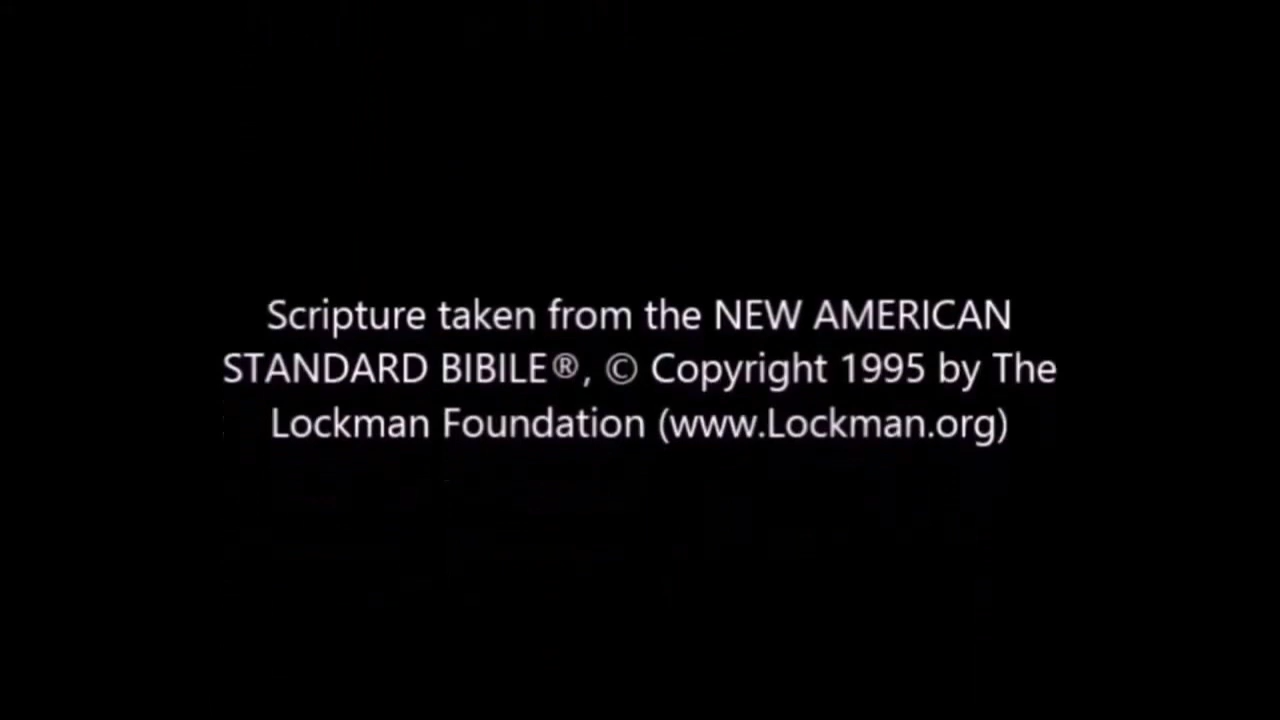 Scripture taken from the NEW AMERICAN
STANDARD BIBILE®, © Copyright 1995 by The
Lockman Foundation (www.Lockman.org)